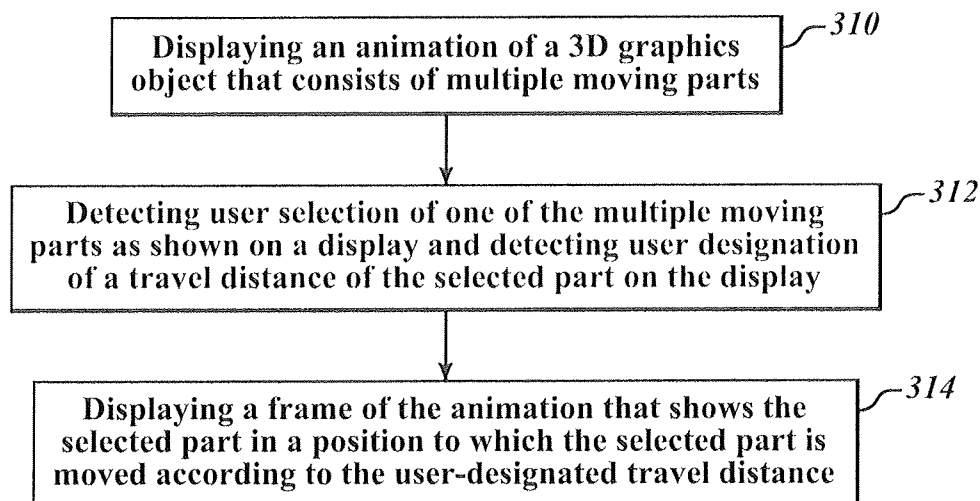 310
Displaying an animation of a 3D graphics
object that consists of multiple moving parts
312
Detecting user selection of one of the multiple moving
parts as shown on a display and detecting user designation
of a travel distance of the selected part on the display
314
Displaying a frame of the animation that shows the
selected part in a position to which the selected part is
moved according to the user-designated travel distance